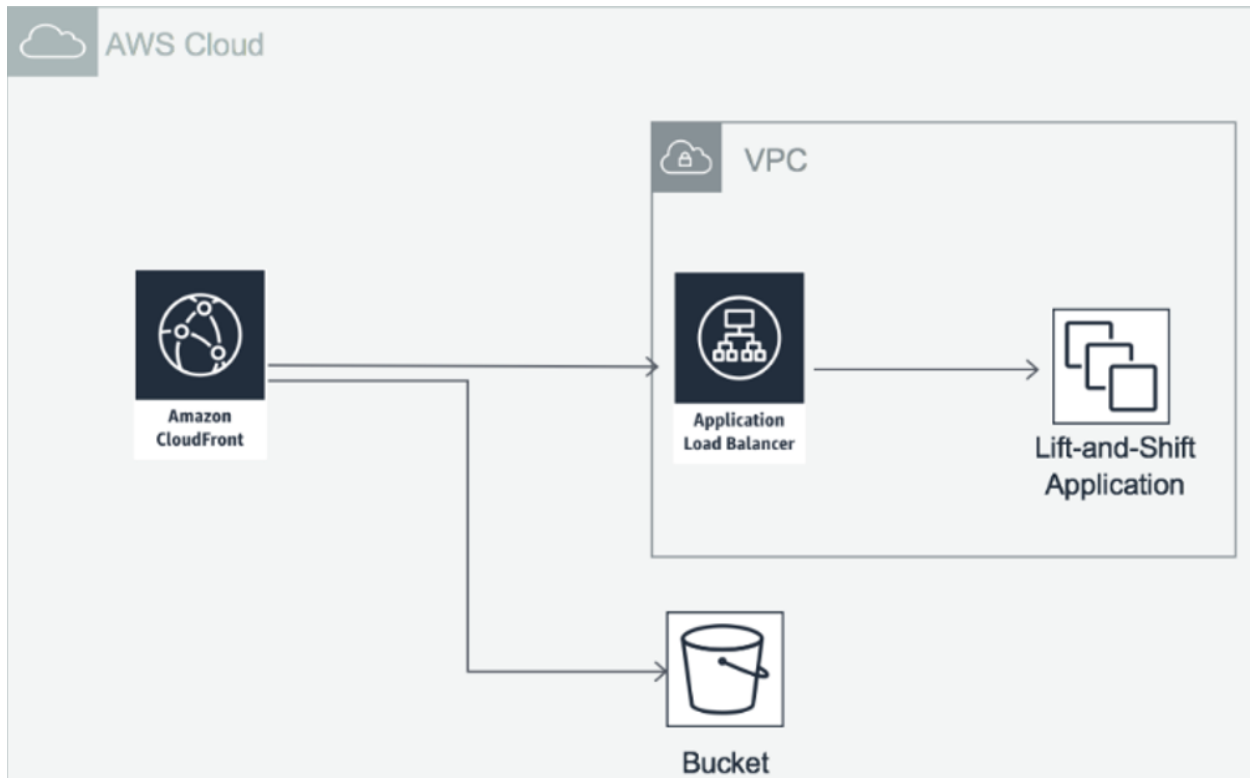 AWS Cloud
VPC
Amazon
CloudFront
Application
Load Balancer
Lift-and-Shift
Application
Bucket